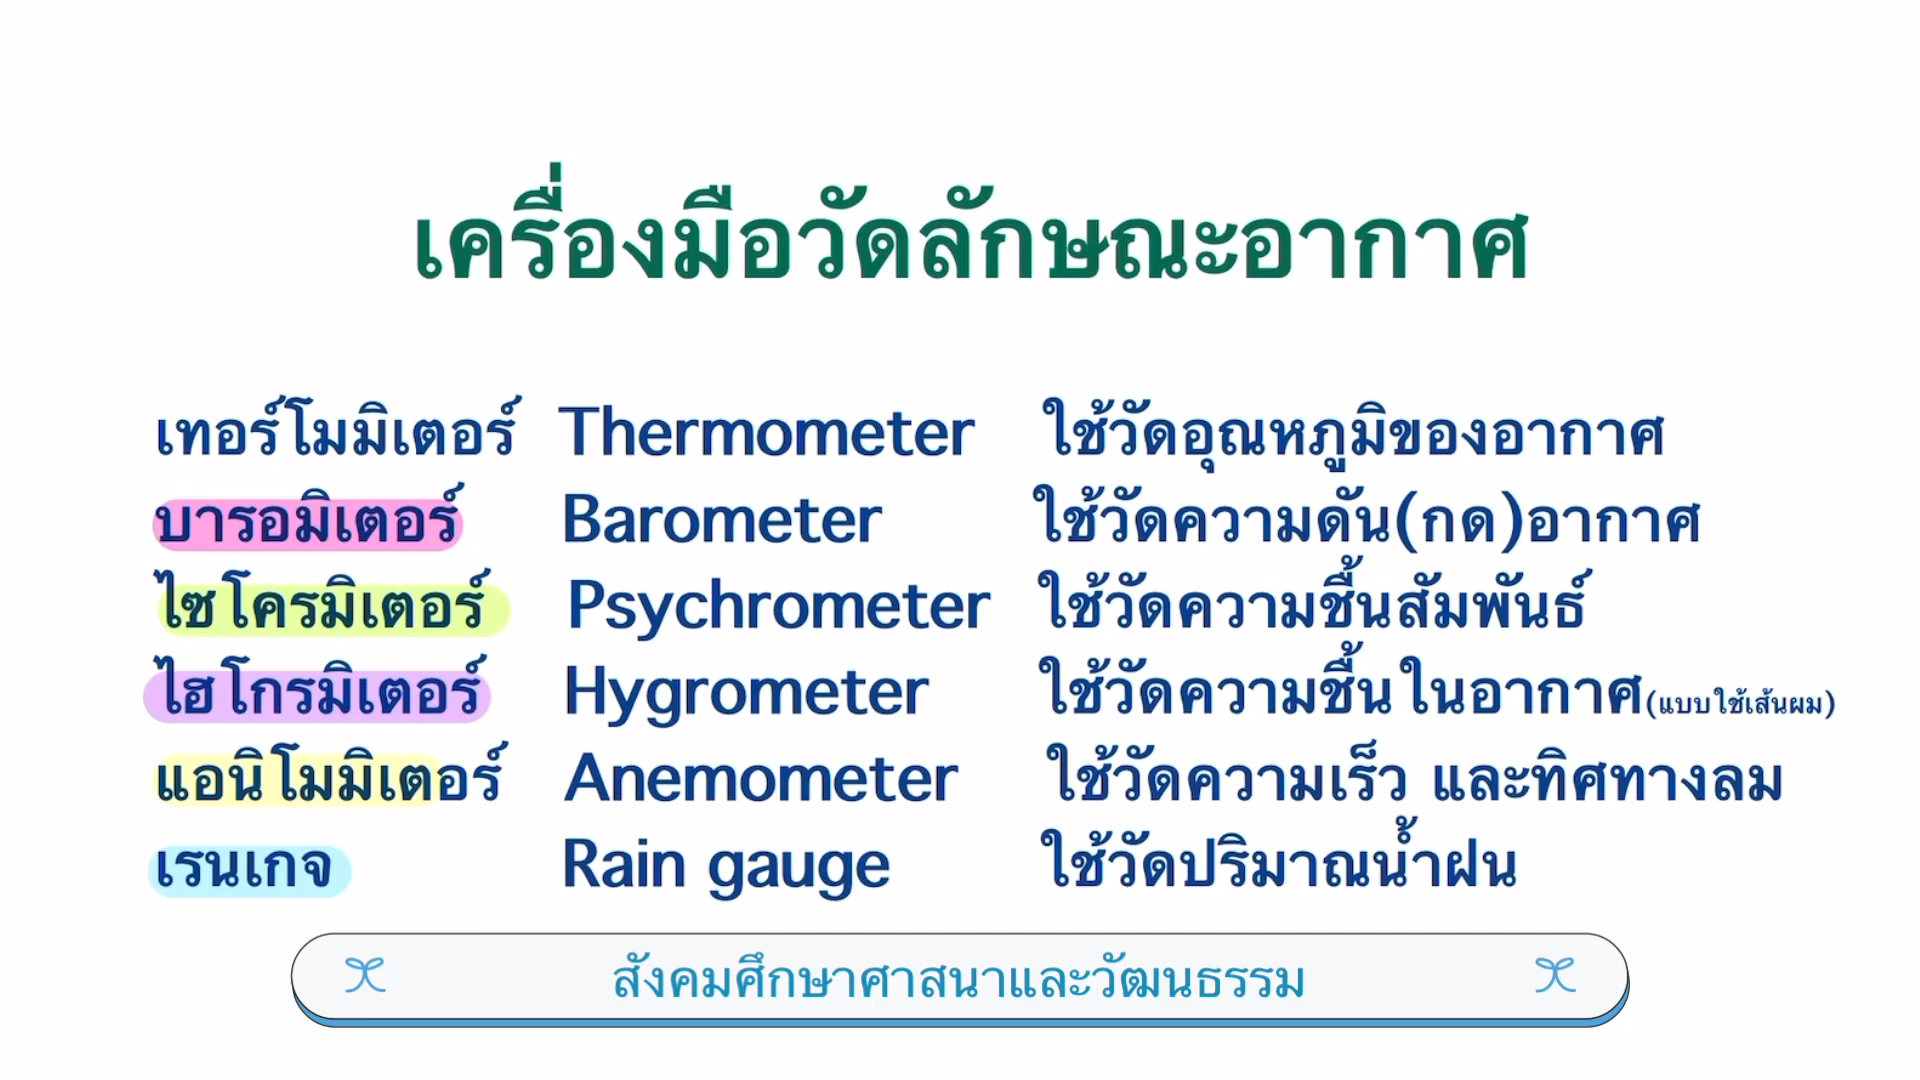 เครื่องมือวัดลักษณะอากาศ
เทอร์โมมิเตอร์ Thermometer ใช้วัดอุณหภูมิของอากาศ
บารอมิเตอร์ Barometer ใช้วัดความดัน(กด)อากาศ
ไซโครมิเตอร์ Psychrometer ใช้วัดความชื้นสัมพันธ์
ไฮโกรมิเตอร์ Hygrometer ใช้วัดความชื้นในอากาศ(แบบใช้เส้นผม)
แอนิโมมิเตอร์ Anemometer ใช้วัดความเร็ว และทิศทางลม
เรนเกจ Rain gauge ใช้วัดปริมาณน้ำฝน
สังคมศึกษาศาสนาและวัฒนธรรม